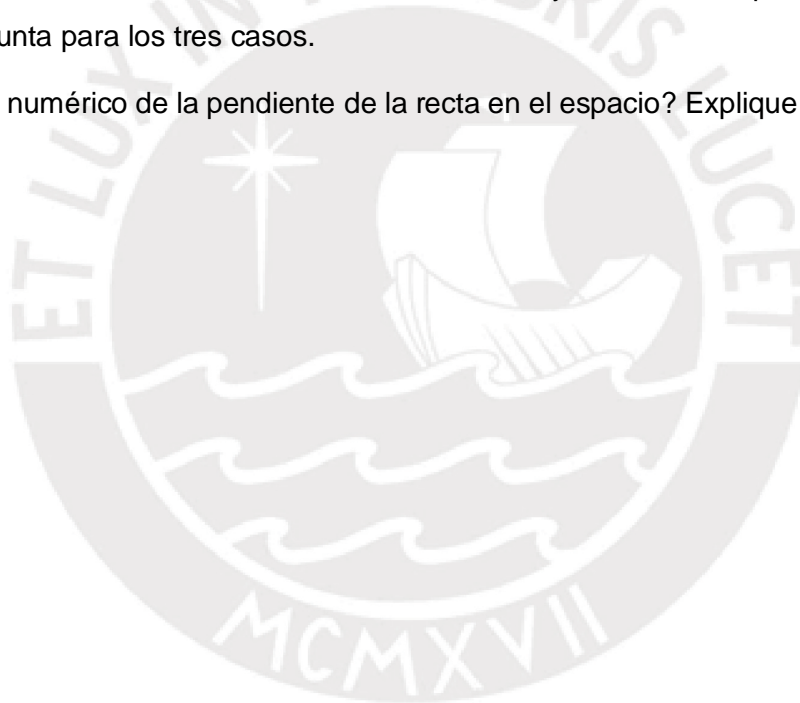 unta para los tres casos.
numérico de la pendiente de la recta en el espacio? Explique
ET LUX IN BRIS LUCET
MCMXVII